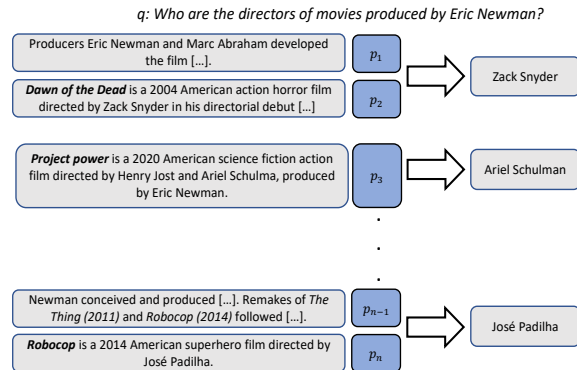 q: Who are the directors of movies produced by Eric Newman?
Producers Eric Newman and Marc Abraham developed
the film […].
p1
Zack Snyder
Dawn of the Dead is a 2004 American action horror film
directed by Zack Snyder in his directorial debut […]
p2
Project power is a 2020 American science fiction action
film directed by Henry Jost and Ariel Schulma, produced
by Eric Newman.
p3
Ariel Schulman
Newman conceived and produced […]. Remakes of The
Thing (2011) and Robocop (2014) followed […].
pn−1
José Padilha
Robocop is a 2014 American superhero film directed by
José Padilha.
pn